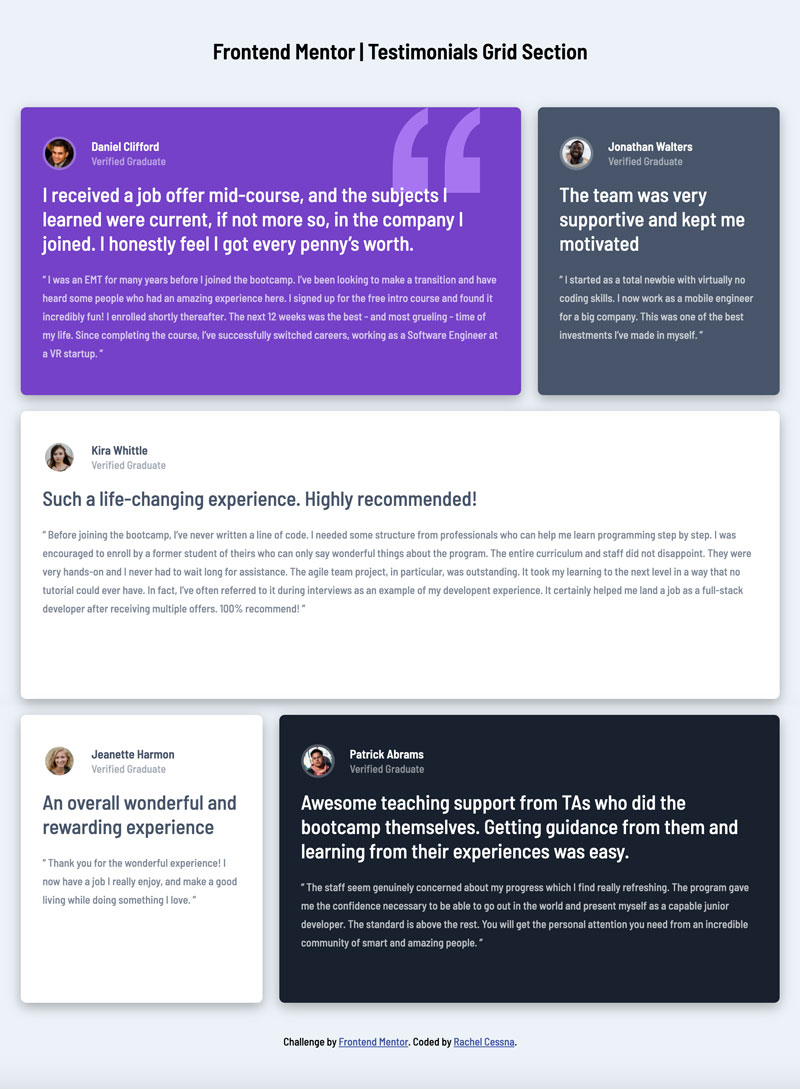 Frontend Mentor | Testimonials Grid Section
Daniel Clifford
Verified Graduate
I received a job offer mid-course, and the subjects I
learned were current, if not more so, in the company I
joined. I honestly feel I got every penny’s worth.
“ I was an EMT for many years before I joined the bootcamp. I’ve been looking to make a transition and have
heard some people who had an amazing experience here. I signed up for the free intro course and found it
incredibly fun! I enrolled shortly thereafter. The next 12 weeks was the best - and most grueling - time of
my life. Since completing the course, I’ve successfully switched careers, working as a Software Engineer at
a VR startup. ”
Jonathan Walters
Verified Graduate
The team was very
supportive and kept me
motivated
“ I started as a total newbie with virtually no
coding skills. I now work as a mobile engineer
for a big company. This was one of the best
investments I’ve made in myself. ”
Kira Whittle
Verified Graduate
Such a life-changing experience. Highly recommended!
“ Before joining the bootcamp, I’ve never written a line of code. I needed some structure from professionals who can help me learn programming step by step. I was
encouraged to enroll by a former student of theirs who can only say wonderful things about the program. The entire curriculum and staff did not disappoint. They were
very hands-on and I never had to wait long for assistance. The agile team project, in particular, was outstanding. It took my learning to the next level in a way that no
tutorial could ever have. In fact, I’ve often referred to it during interviews as an example of my developent experience. It certainly helped me land a job as a full-stack
developer after receiving multiple offers. 100% recommend! ”
Jeanette Harmon
Verified Graduate
An overall wonderful and
rewarding experience
“ Thank you for the wonderful experience! I
now have a job I really enjoy, and make a good
living while doing something I love. ”
Patrick Abrams
Verified Graduate
Awesome teaching support from TAs who did the
bootcamp themselves. Getting guidance from them and
learning from their experiences was easy.
“ The staff seem genuinely concerned about my progress which I find really refreshing. The program gave
me the confidence necessary to be able to go out in the world and present myself as a capable junior
developer. The standard is above the rest. You will get the personal attention you need from an incredible
community of smart and amazing people. ”
Challenge by Frontend Mentor. Coded by Rachel Cessna.